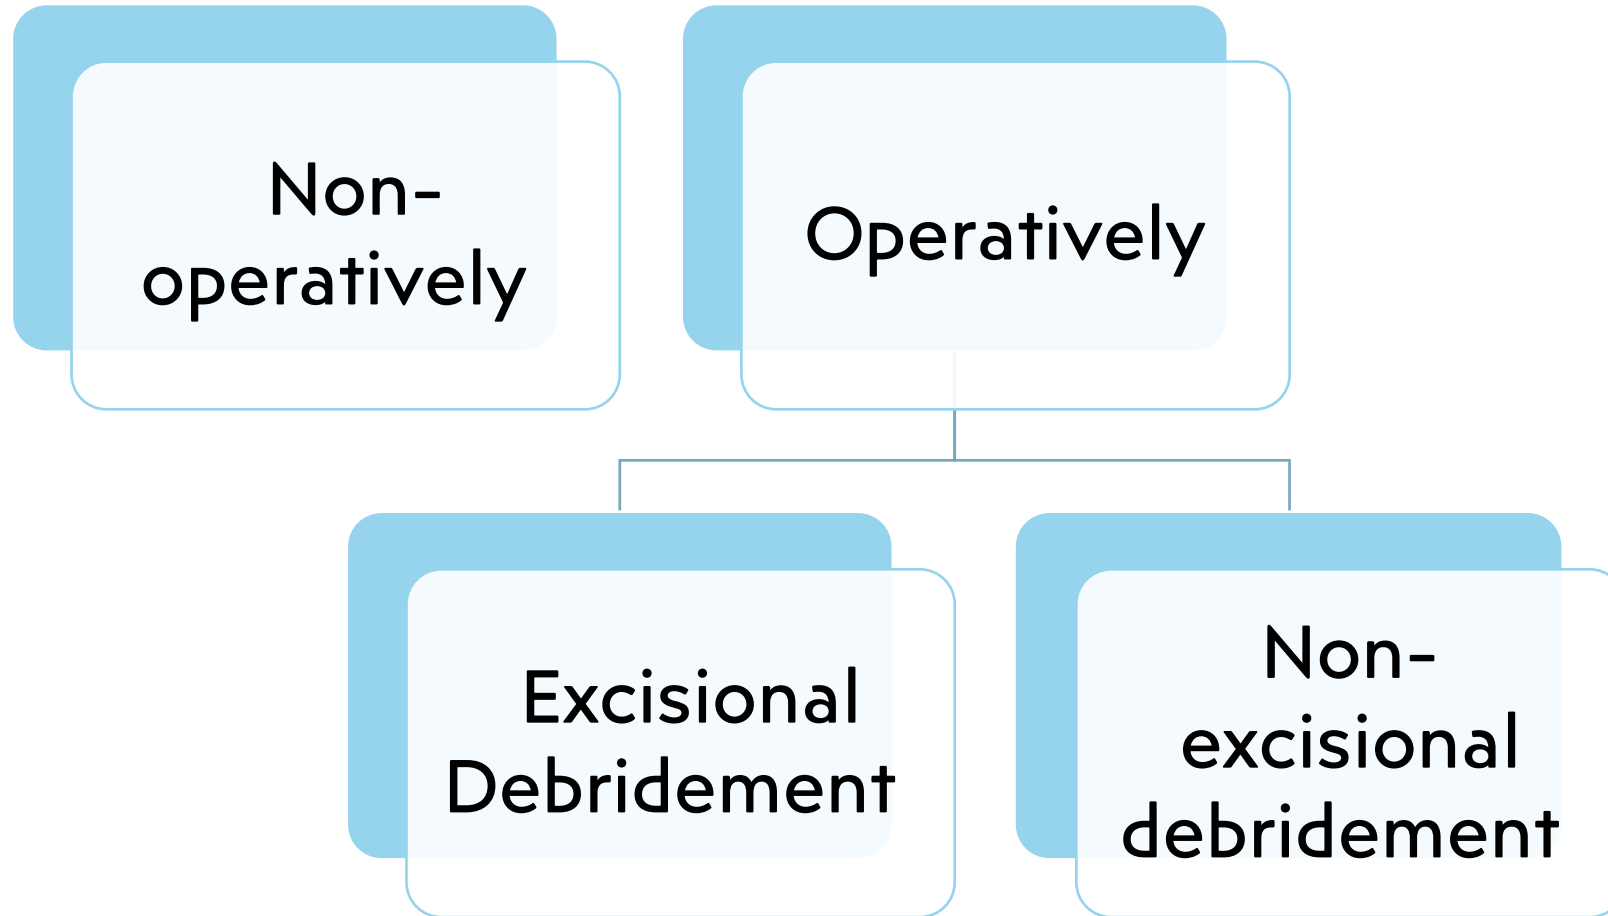 Non-
operatively
Operatively
Excisional
Debridement
Non-
excisional
debridement